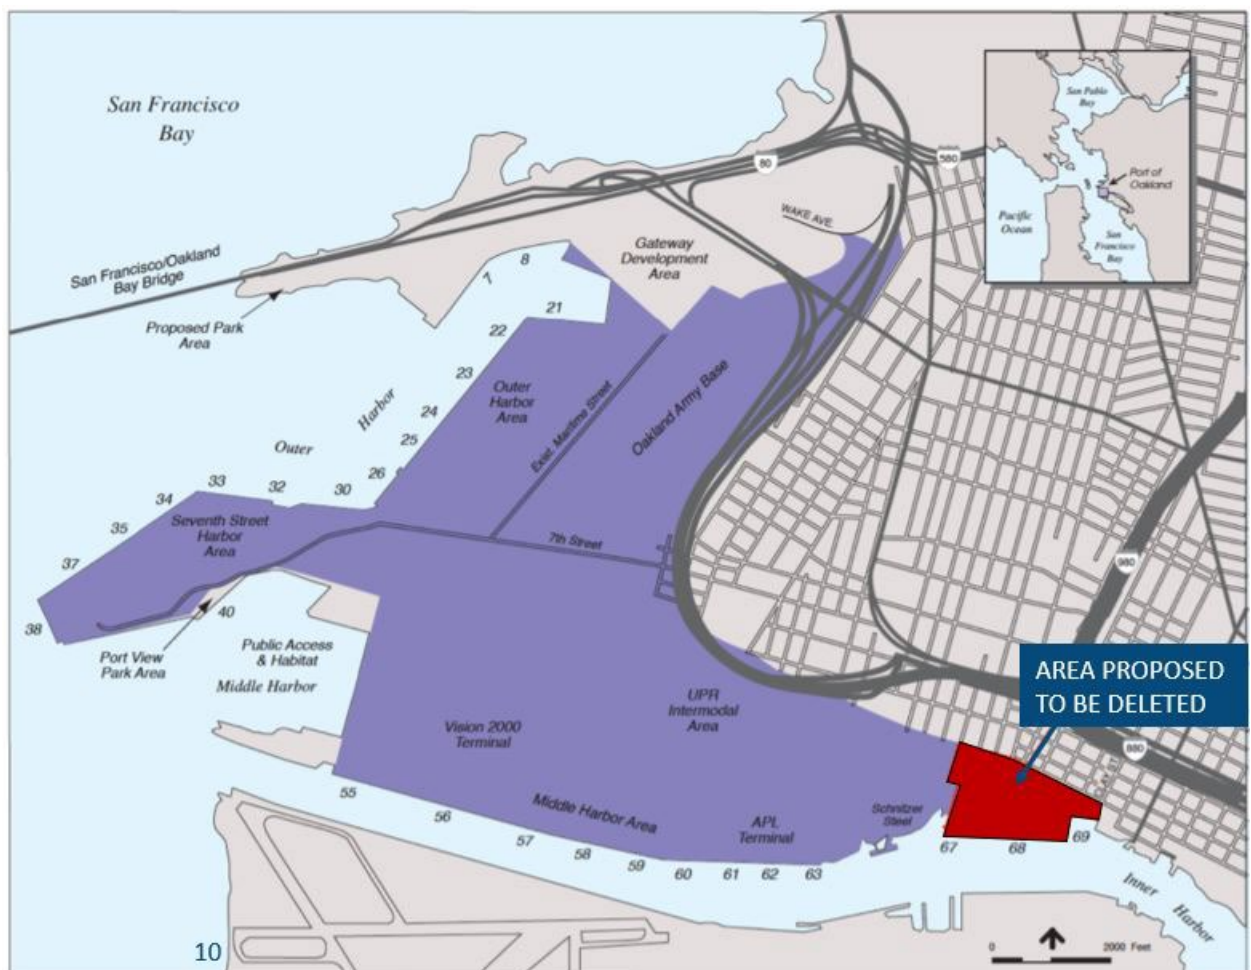 San Francisco
Bay
80
580
San Pablo
Bay
Port of
Oakland
Pacific
Ocean
San
Francisco
Bay
WAKE AVE.
Gateway
Development
Area
San Francisco/Oakland
Bay Bridge
Proposed Park
Area
7
8
21
22
23
24
25
26
Outer
Harbor
Area
Exist. Maritime Street
Oakland Army Base
Outer
Harbor
30
32
33
34
35
37
38
Seventh Street
Harbor
Area
7th Street
40
Port View
Park Area
Public Access
& Habitat
Middle Harbor
980
AREA PROPOSED
TO BE DELETED
880
UPR
Intermodal
Area
Vision 2000
Terminal
Middle Harbor Area
APL
Terminal
Schnitzer
Steel
55
56
57
58
59
60
61
62
63
67
68
69
Inner
Harbor
10
0
2000 Feet